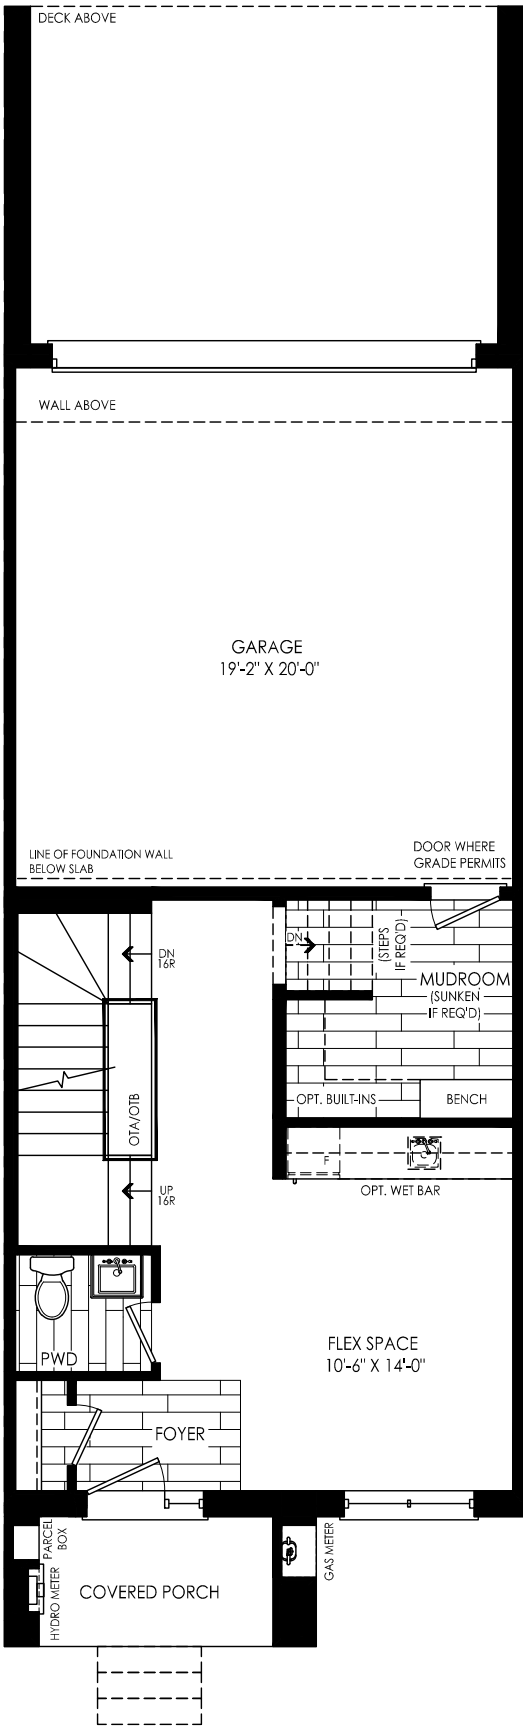 DECK ABOVE
WALL ABOVE
GARAGE
19'-2" X 20'-0"
LINE OF FOUNDATION WALL
BELOW SLAB
DOOR WHERE
GRADE PERMITS
DN
16R
DN
(STEPS
IF REQ'D)
MUDROOM
(SUNKEN
IF REQ'D)
OTA/OTB
OPT. BUILT-INS
BENCH
F
OPT. WET BAR
UP
16R
PWD
FLEX SPACE
10'-6" X 14'-0"
FOYER
PARCEL
BOX
HYDRO METER
COVERED PORCH
GAS METER